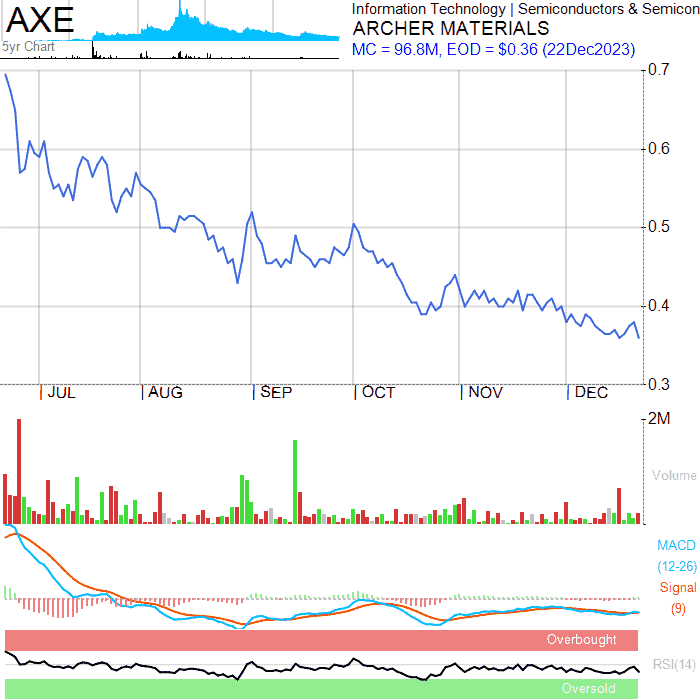 AXE
5yr Chart
Information Technology | Semiconductors & Semicon
ARCHER MATERIALS
MC = 96.8M, EOD = $0.36 (22Dec2023)
0.7
0.6
0.5
0.4
0.3
JUL
AUG
SEP
OCT
NOV
DEC
2M
Volume
MACD
(12-26)
Signal
(9)
Overbought
RSI(14)
Oversold